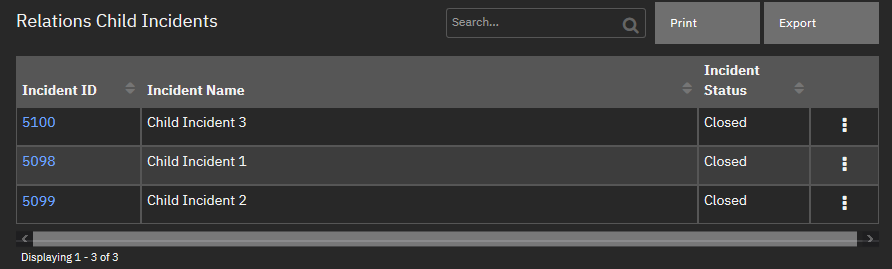 Relations Child Incidents
Search...
Print
Export
Incident ID
Incident Name
Incident
Status
5100
Child Incident 3
Closed
5098
Child Incident 1
Closed
5099
Child Incident 2
Closed
Displaying 1 - 3 of 3